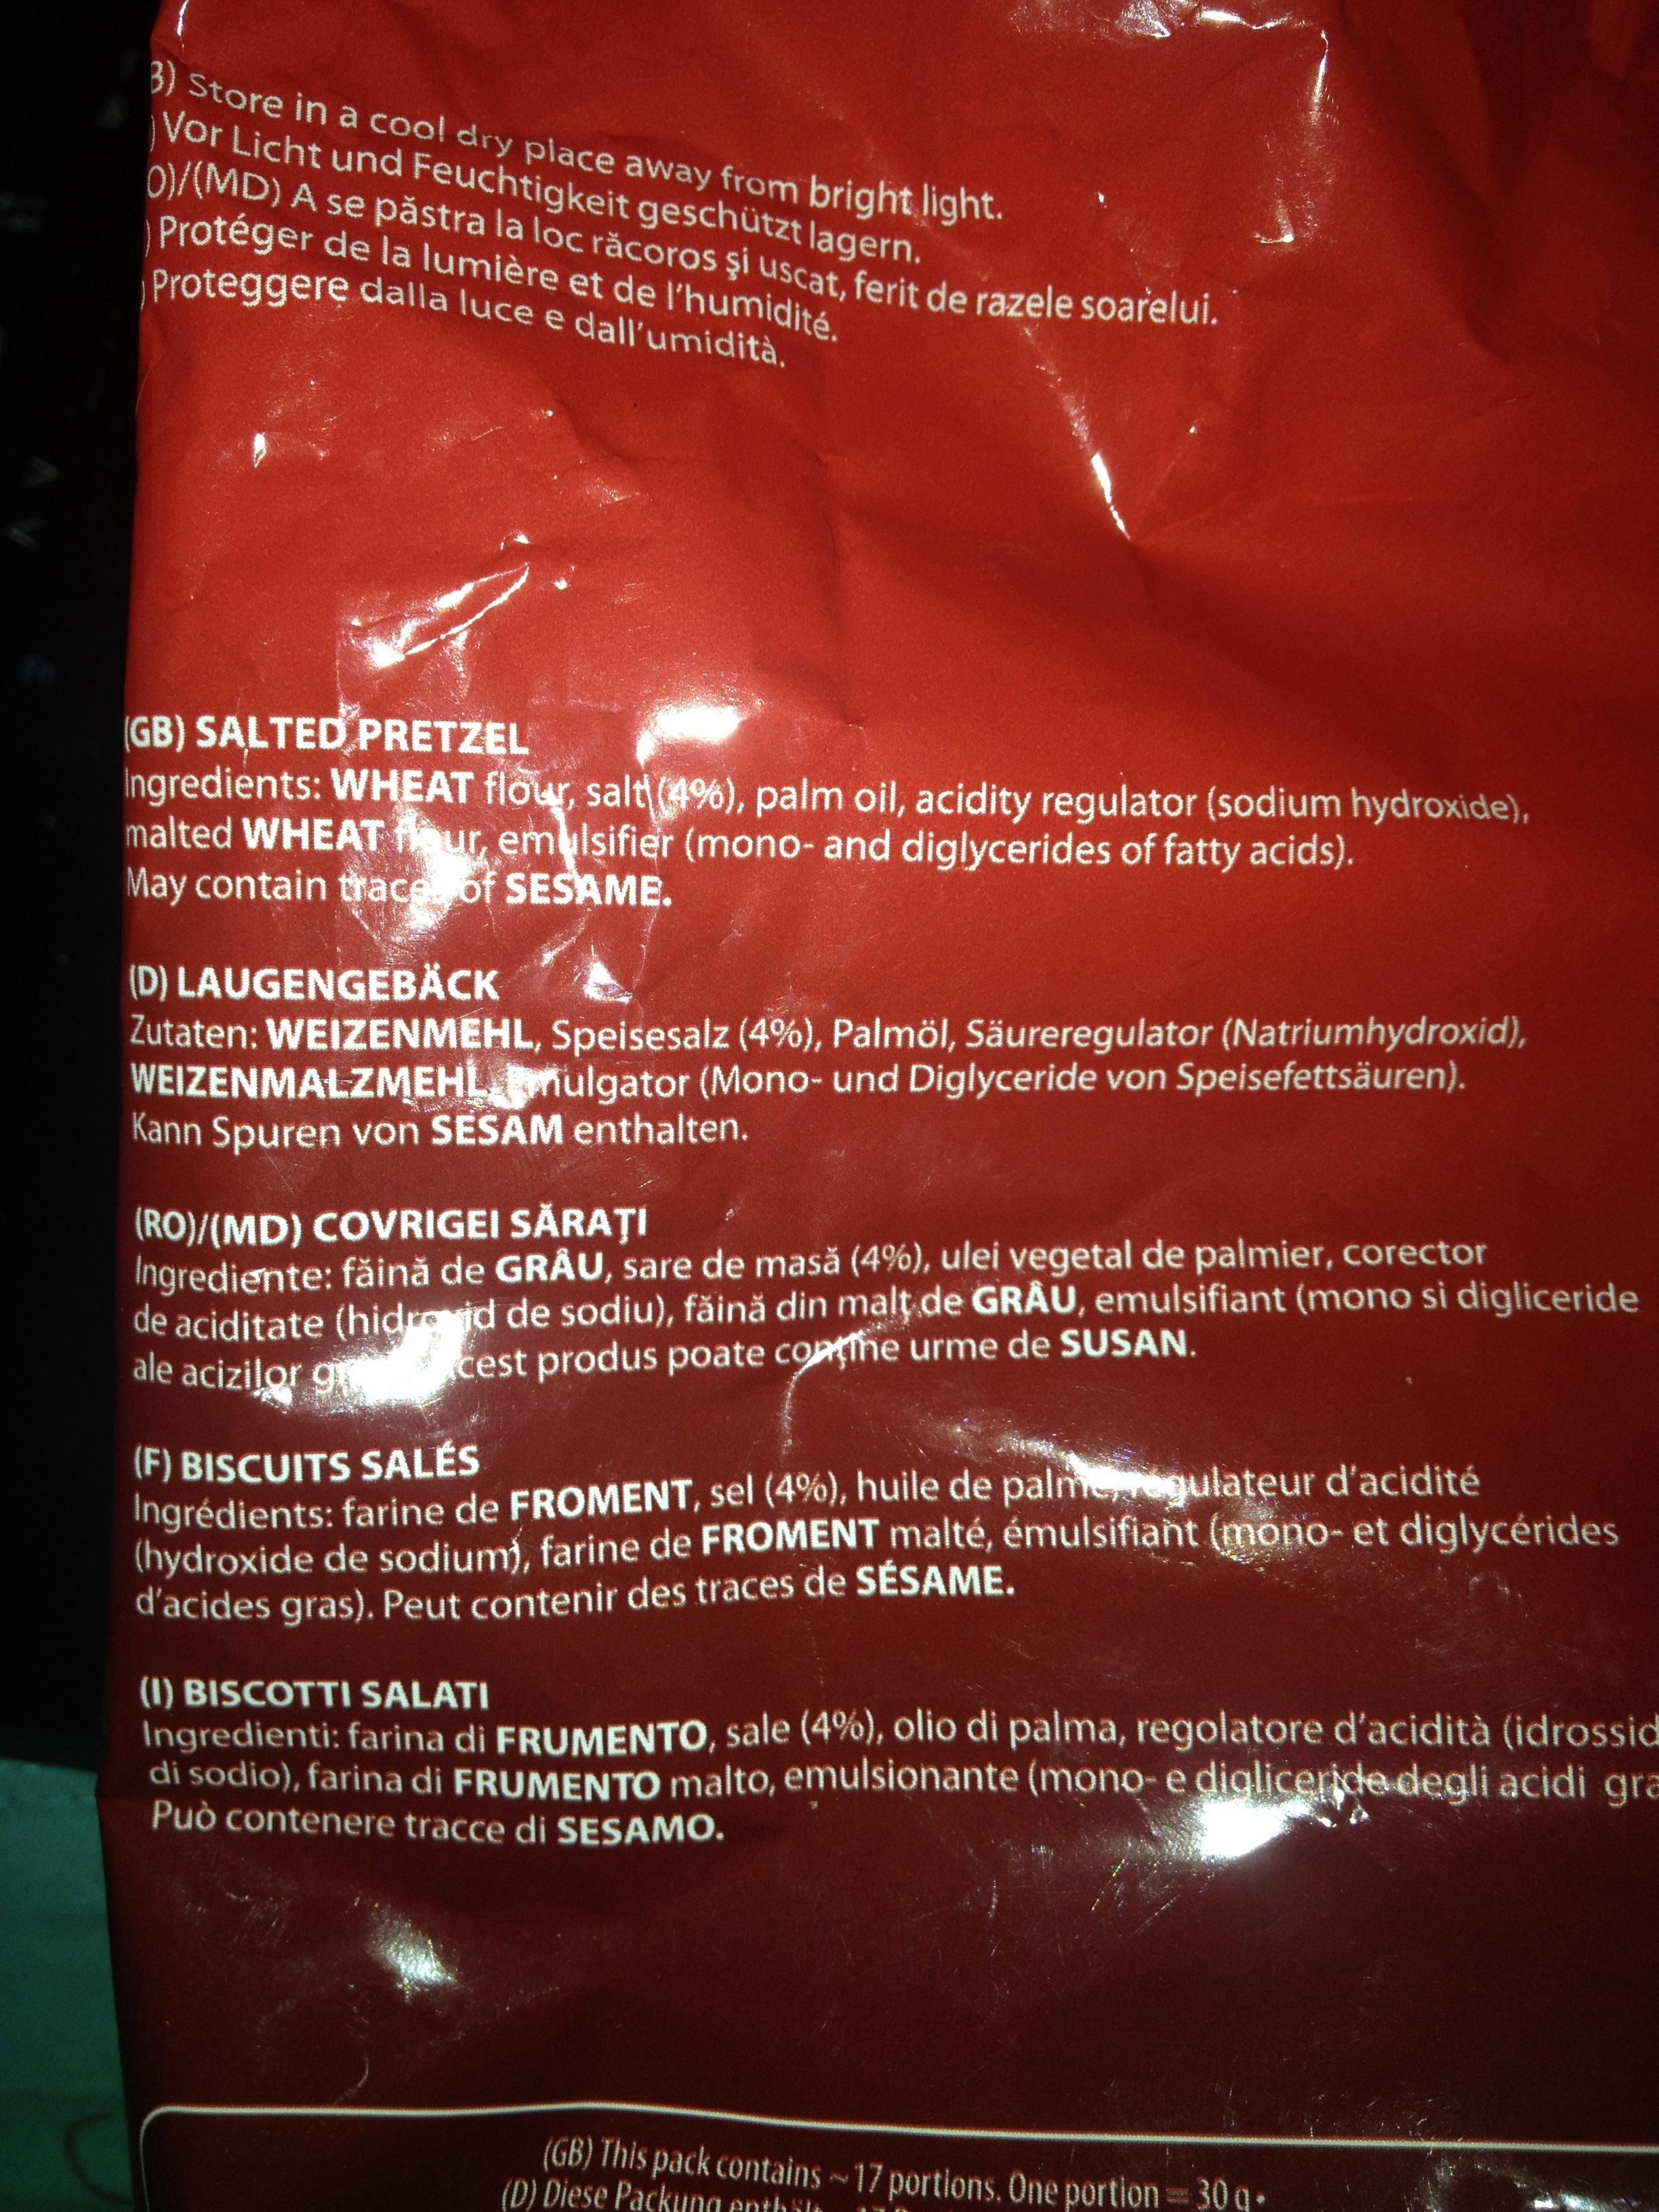 B) Store in a cool dry place away from bright light.
) Vor Licht und Feuchtigkeit geschützt lagern.
O)/(MD) A se păstra la loc răcoros şi uscat, ferit de razele soarelui.
) Protéger de la lumière et de l'humidité.
) Proteggere dalla luce e dall'umidità.
(GB) SALTED PRETZEL
Ingredients: WHEAT flour, salt (4%), palm oil, acidity regulator (sodium hydroxide),
malted WHEAT flour, emulsifier (mono- and diglycerides of fatty acids).
May contain traces of SESAME.
(D) LAUGENGEBÄCK
Zutaten: WEIZENMEHL, Speisesalz (4%), Palmöl, Säureregulator (Natriumhydroxid),
WEIZENMALZMEHL, Emulgator (Mono- und Diglyceride von Speisefettsäuren).
Kann Spuren von SESAM enthalten.
(RO)/(MD) COVRIGEI SĂRAŢI
Ingrediente: făină de GRÂU, sare de masă (4%), ulei vegetal de palmier, corector
de aciditate (hidroxid de sodiu), făină din malţ de GRÂU, emulsifiant (mono si digliceride
ale acizilor produs poate conţine urme de SUSAN.
(F) BISCUITS SALÉS
Ingrédients: farine de FROMENT, sel (4%), huile de palme, régulateur d'acidité
(hydroxide de sodium), farine de FROMENT malté, émulsifiant (mono- et diglycérides
d'acides gras). Peut contenir des traces de SÉSAME.
(I) BISCOTTI SALATI
Ingredienti: farina di FRUMENTO, sale (4%), olio di palma, regolatore d'acidità (idrossid
di sodio), farina di FRUMENTO malto, emulsionante (mono- e digliceride degli acidi gra
Può contenere tracce di SESAMO.
(GB) This pack contains ~17 portions. One portion = 30 g •
(D) Diese Packung